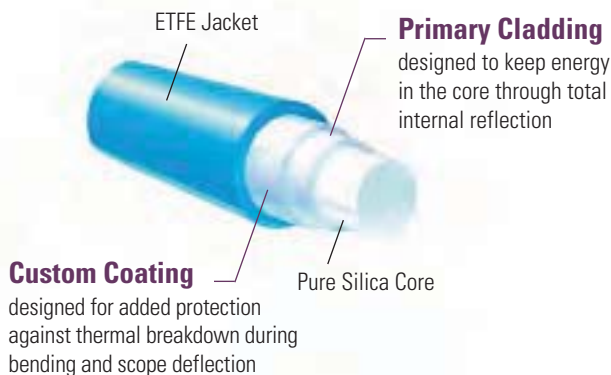 ETFE Jacket
Primary Cladding
designed to keep energy
in the core through total
internal reflection
Custom Coating
designed for added protection
against thermal breakdown during
bending and scope deflection
Pure Silica Core